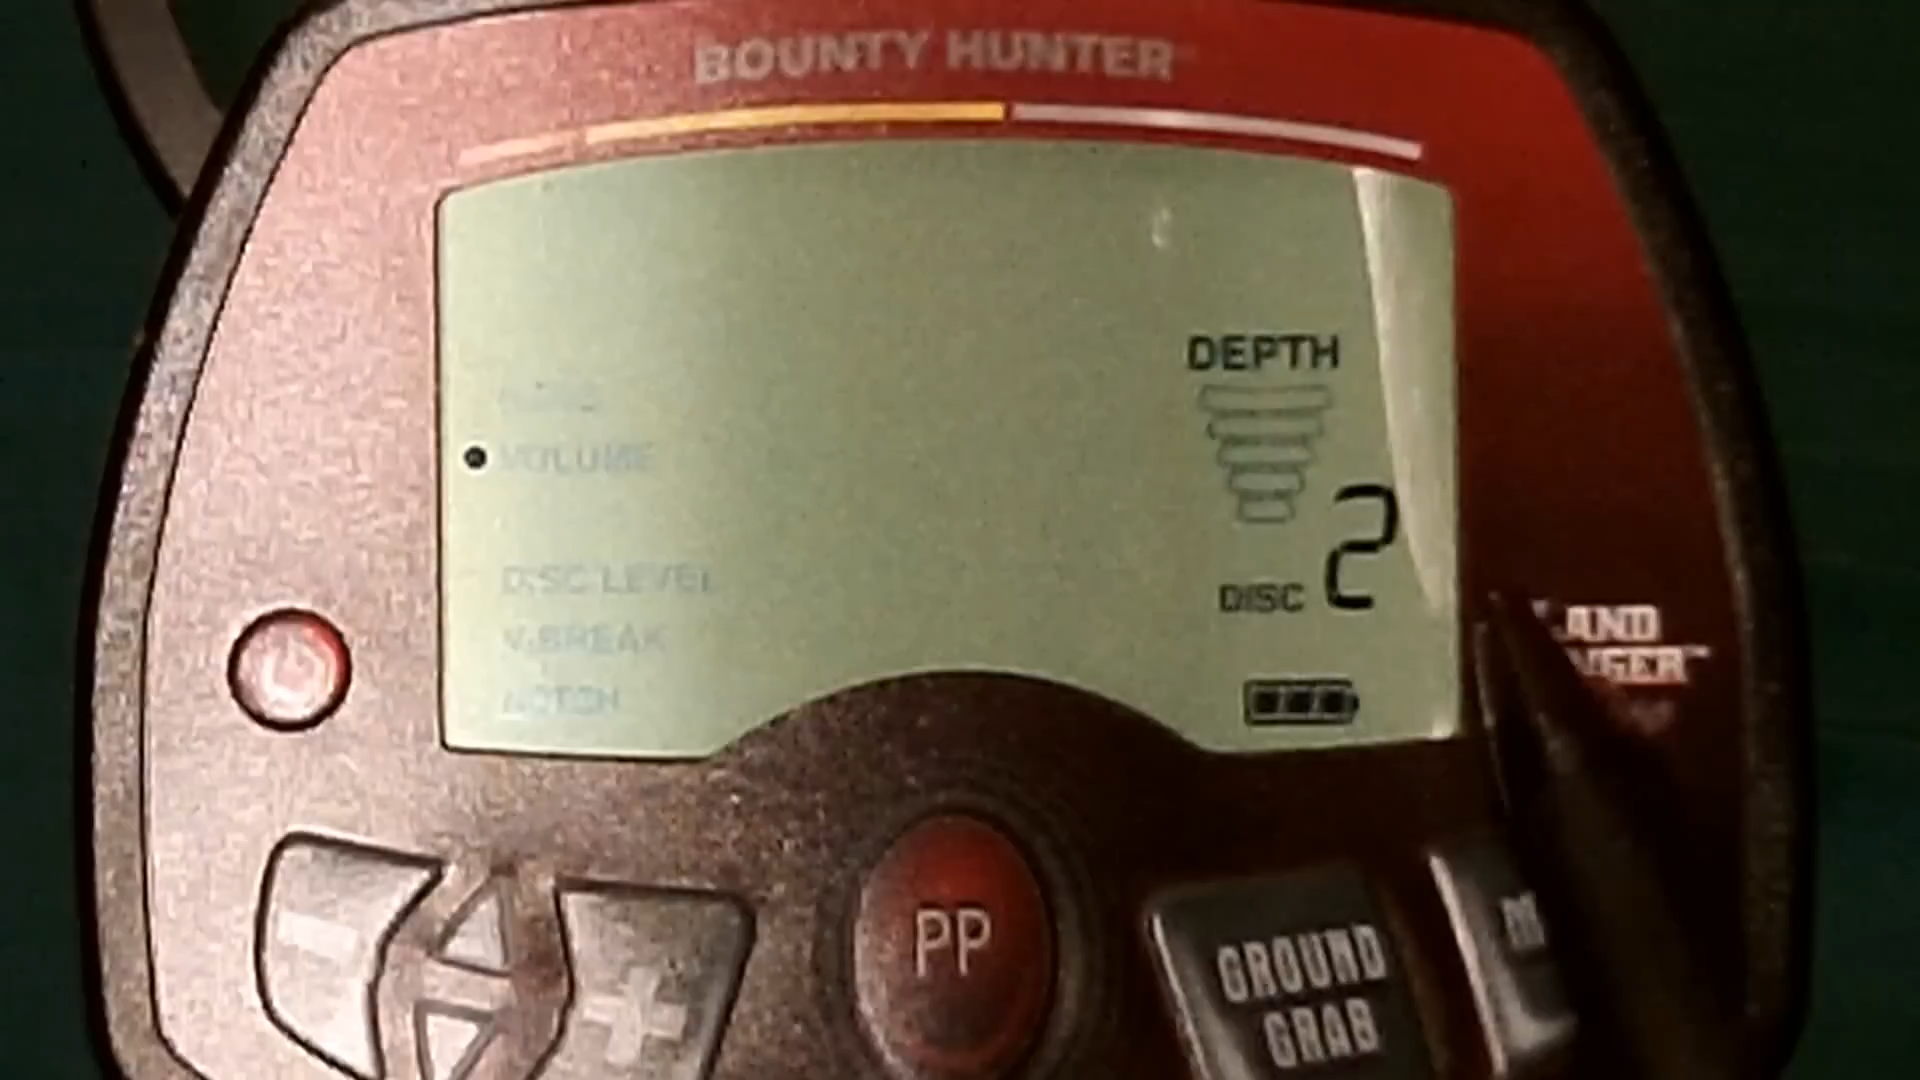 BOUNTY HUNTER
DEPTH
VOLUME
2
DISC LEVEL
DISC
V.BREAK
NOTCH
PP
GROUND
GRAB